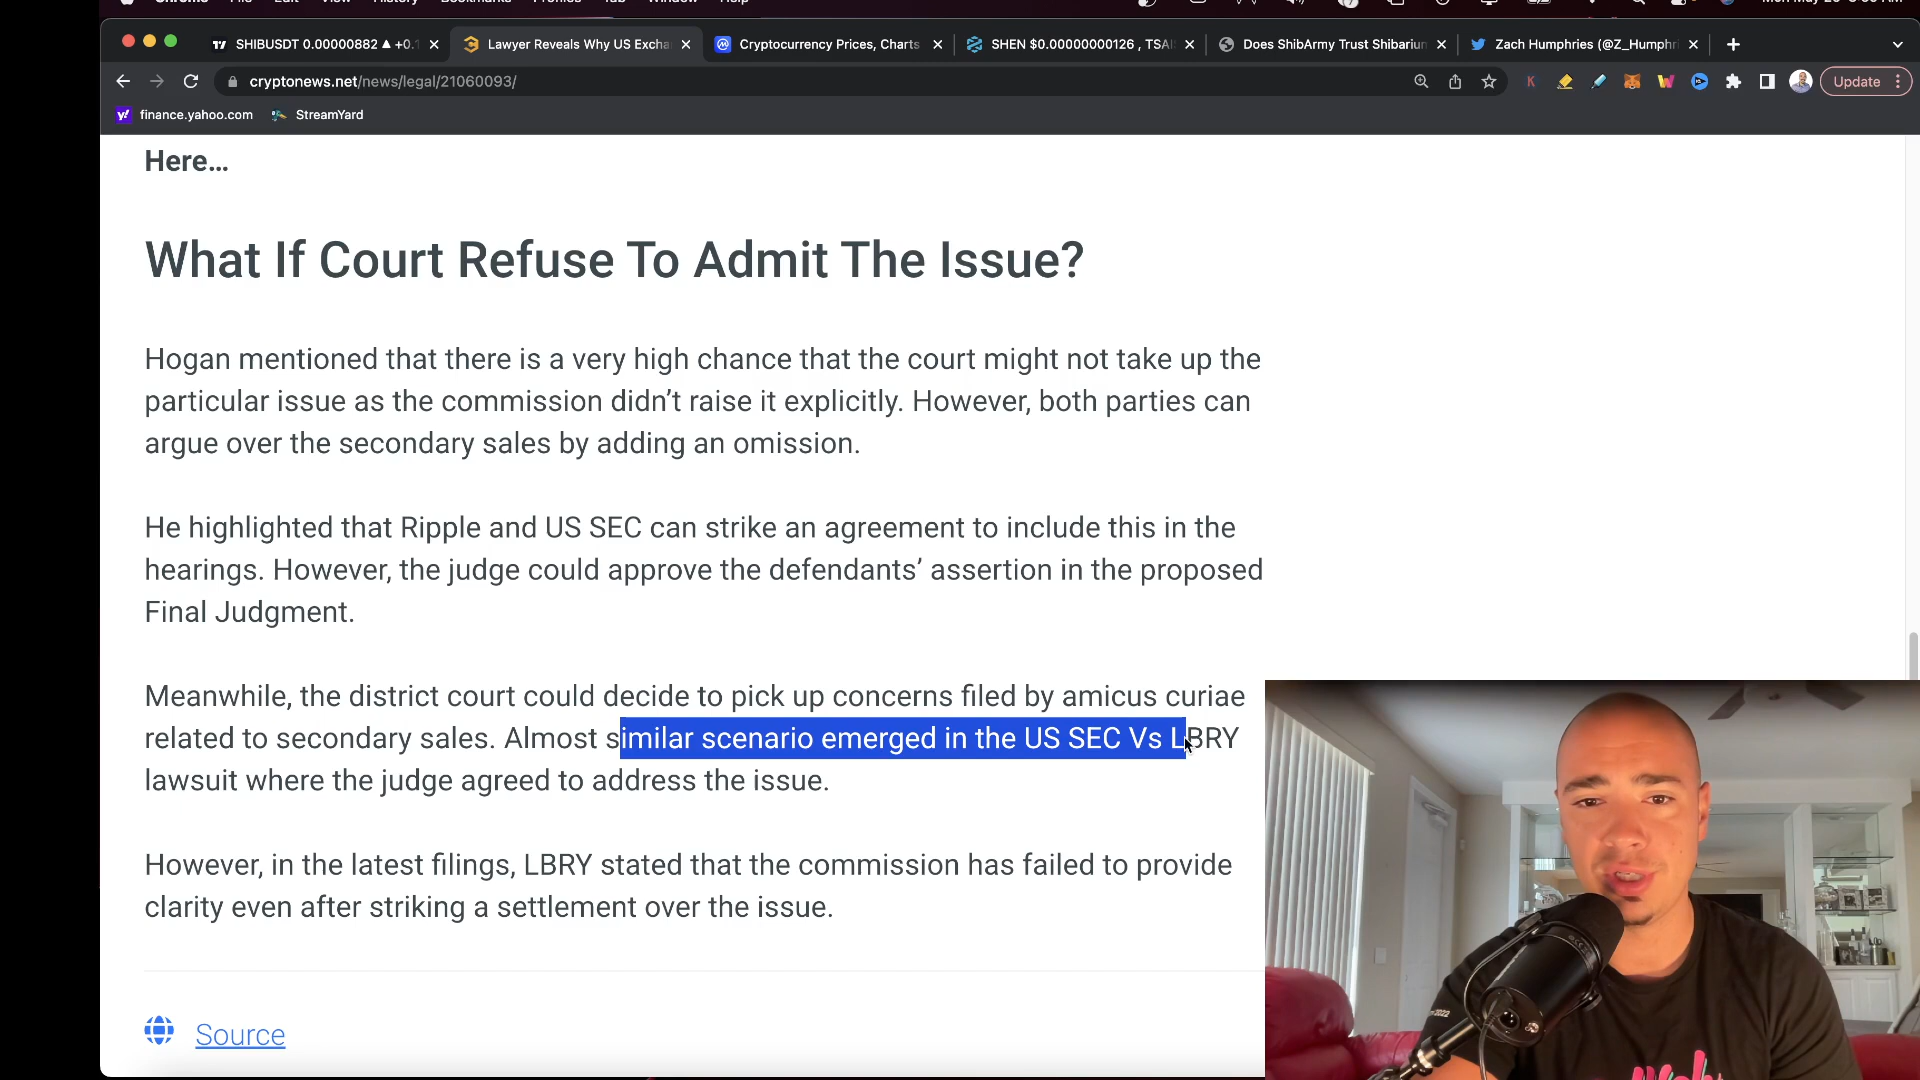 SHIBUSDT 0.00000882 ▲ +0.
Lawyer Reveals Why US Excha
Cryptocurrency Prices, Charts
SHEN $0.00000000126 , TSA
Does ShibArmy Trust Shibariu
Zach Humphries (@Z_Humphr
cryptonews.net/news/legal/21060093/
Update
finance.yahoo.com
StreamYard
Here…
What If Court Refuse To Admit The Issue?
Hogan mentioned that there is a very high chance that the court might not take up the
particular issue as the commission didn’t raise it explicitly. However, both parties can
argue over the secondary sales by adding an omission.
He highlighted that Ripple and US SEC can strike an agreement to include this in the
hearings. However, the judge could approve the defendants’ assertion in the proposed
Final Judgment.
Meanwhile, the district court could decide to pick up concerns filed by amicus curiae
related to secondary sales. Almost similar scenario emerged in the US SEC Vs LBRY
lawsuit where the judge agreed to address the issue.
However, in the latest filings, LBRY stated that the commission has failed to provide
clarity even after striking a settlement over the issue.
Source